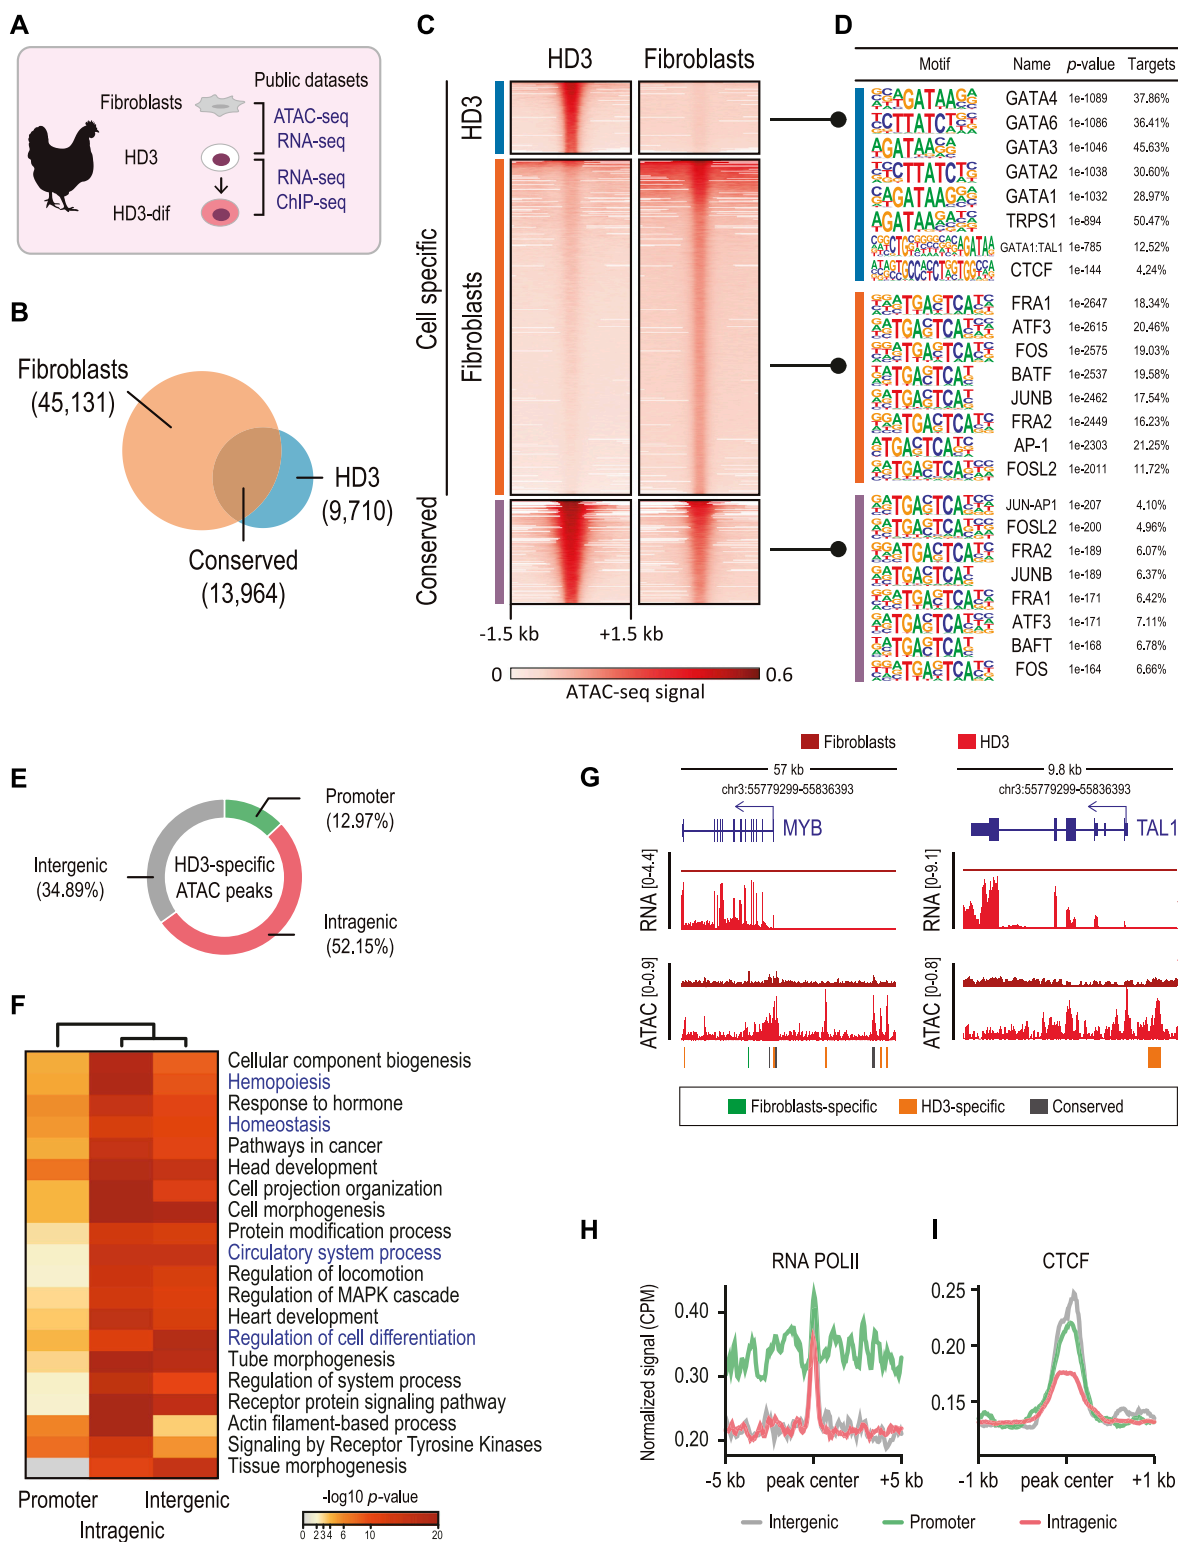 A
Public datasets
Fibroblasts
ATAC-seq
RNA-seq
HD3
RNA-seq
ChIP-seq
HD3-dif
B
Fibroblasts
(45,131)
HD3
(9,710)
Conserved
(13,964)
C
HD3
Fibroblasts
Cell specific
HD3
Fibroblasts
Conserved
-1.5 kb
+1.5 kb
0
0.6
ATAC-seq signal
D
Motif Name p-value Targets
GATA4 1e-1089 37.86%
GATA6 1e-1086 36.41%
GATA3 1e-1046 45.63%
GATA2 1e-1038 30.60%
GATA1 1e-1032 28.97%
TRPS1 1e-894 50.47%
GATA1:TAL1 1e-785 12.52%
CTCF 1e-144 4.24%
FRA1 1e-2647 18.34%
ATF3 1e-2615 20.46%
FOS 1e-2575 19.03%
BATF 1e-2537 19.58%
JUNB 1e-2462 17.54%
FRA2 1e-2449 16.23%
AP-1 1e-2303 21.25%
FOSL2 1e-2011 11.72%
JUN-AP1 1e-207 4.10%
FOSL2 1e-200 4.96%
FRA2 1e-189 6.07%
JUNB 1e-189 6.37%
FRA1 1e-171 6.42%
ATF3 1e-171 7.11%
BAFT 1e-168 6.78%
FOS 1e-164 6.66%
E
Promoter
(12.97%)
Intergenic
(34.89%)
HD3-specific
ATAC peaks
Intragenic
(52.15%)
F
Cellular component biogenesis
Hemopoiesis
Response to hormone
Homeostasis
Pathways in cancer
Head development
Cell projection organization
Cell morphogenesis
Protein modification process
Circulatory system process
Regulation of locomotion
Regulation of MAPK cascade
Heart development
Regulation of cell differentiation
Tube morphogenesis
Regulation of system process
Receptor protein signaling pathway
Actin filament-based process
Signaling by Receptor Tyrosine Kinases
Tissue morphogenesis
Promoter
Intergenic
Intragenic
-log10 p-value
0 2 3 4 6 10 20
G
Fibroblasts
HD3
57 kb
chr3:55779299-55836393
MYB
RNA [0-4.4]
ATAC [0-0.9]
9.8 kb
chr3:55779299-55836393
TAL1
RNA [0-9.1]
ATAC [0-0.8]
Fibroblasts-specific
HD3-specific
Conserved
H
RNA POLII
Normalized signal (CPM)
0.40
0.30
0.20
-5 kb
peak center
+5 kb
I
CTCF
0.25
0.20
0.15
-1 kb
peak center
+1 kb
Intergenic
Promoter
Intragenic